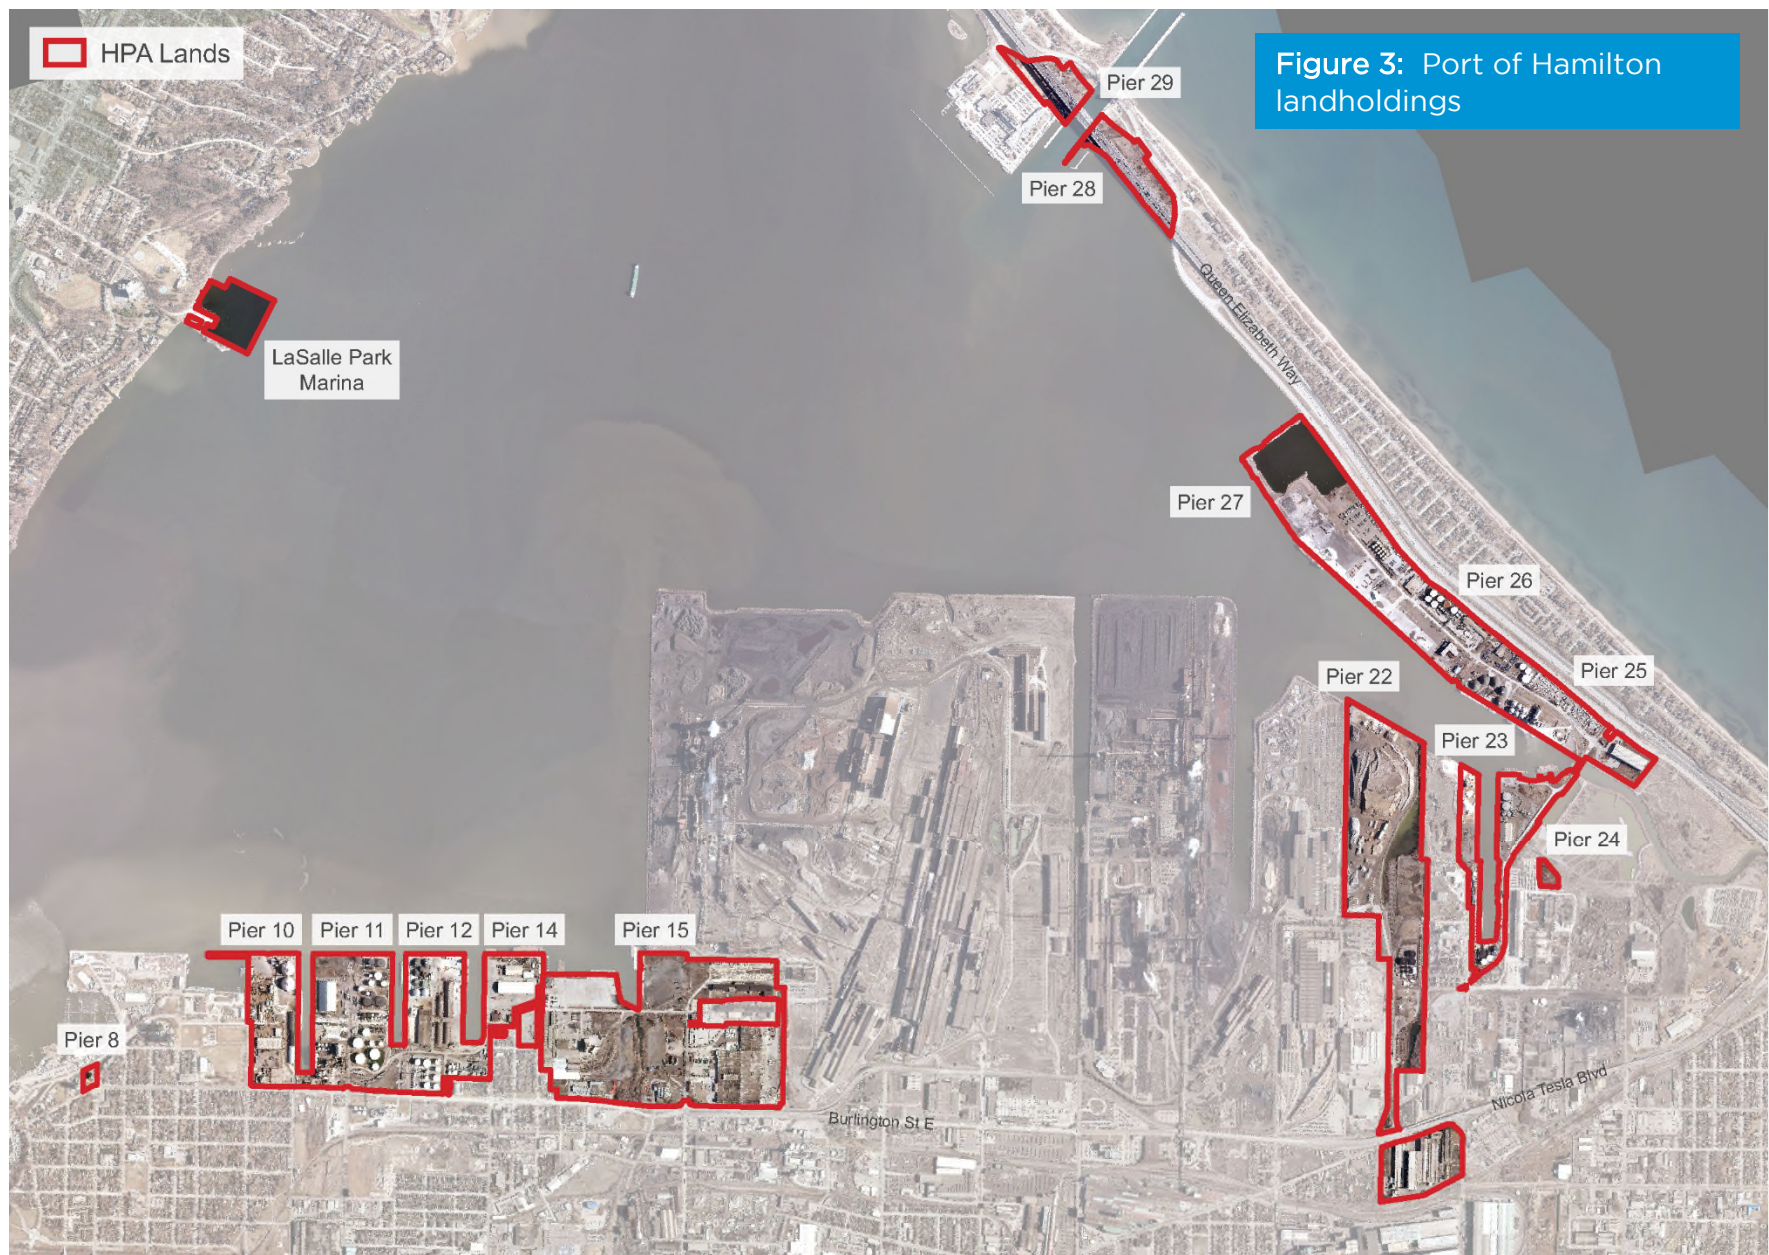 HPA Lands
Figure 3: Port of Hamilton
landholdings
Pier 29
Pier 28
Queen Elizabeth Way
LaSalle Park
Marina
Pier 27
Pier 26
Pier 25
Pier 22
Pier 23
Pier 24
Pier 10
Pier 11
Pier 12
Pier 14
Pier 15
Pier 8
Nicola Tesla Blvd
Burlington St E